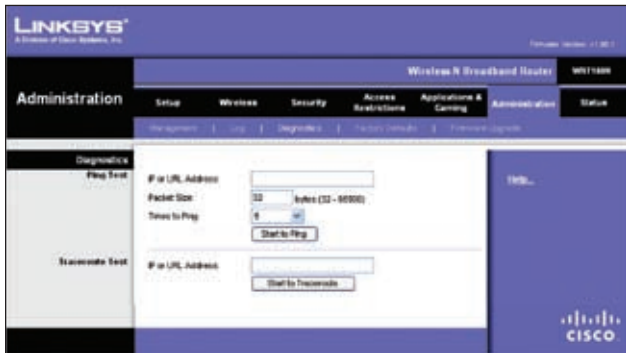 LINKSYS®
A Division of Cisco Systems, Inc.
Firmware Version:
Wireless-N Broadband Router
Administration
Setup
Wireless
Security
Access Restrictions
Applications & Gaming
Administration
Status
Management | Log | Diagnostics | Factory Defaults | Firmware Upgrade
Diagnostics
Ping Test
IP or URL Address
Packet Size
32
bytes (32 - 65500)
Times to Ping
Start to Ping
Help...
Traceroute Test
IP or URL Address
Start to Traceroute
CISCO